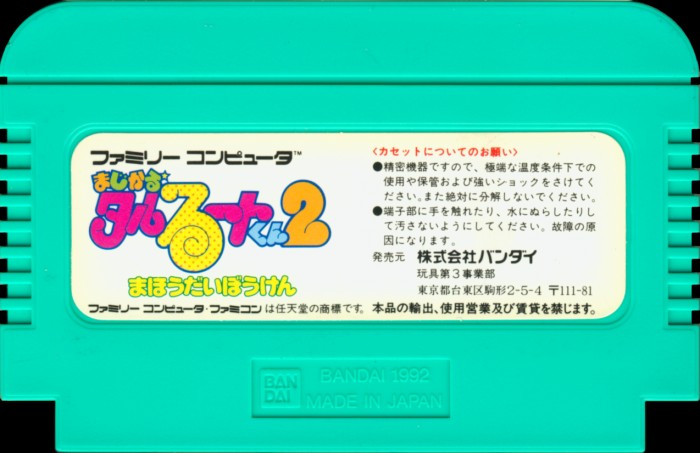 ファミリー コンピュータ™
まじかる★
タルるートくん2
まほうだいぼうけん
ファミリー コンピュータ・ファミコン は任天堂の商標です。
〈カセットについてのお願い〉
●精密機器ですので、極端な温度条件下での
使用や保管および強いショックをさけてくだ
さい。また絶対に分解しないでください。
●端子部に手を触れたり、水にぬらしたりし
て汚さないようにしてください。故障の原
因になります。
発売元 株式会社バンダイ
玩具第3事業部
東京都台東区駒形2-5-4 〒111-81
本品の輸出、使用営業及び賃貸を禁じます。
BAN
DAI
BANDAI 1992
MADE IN JAPAN